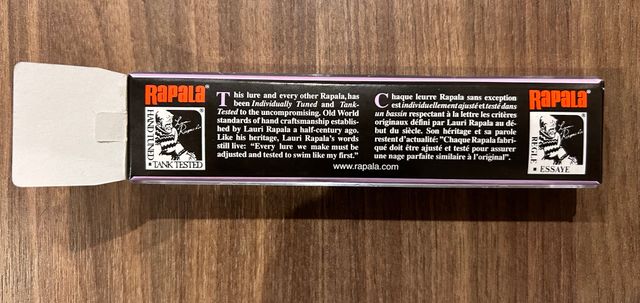 RAPALA®
HAND TUNED
TANK TESTED
This lure and every other Rapala, has
been Individually Tuned and Tank-
Tested to the uncompromising. Old World
standards of hand craftsmanship establis-
hed by Lauri Rapala a half-century ago.
Like his heritage, Lauri Rapala's words
still live: “Every lure we make must be
adjusted and tested to swim like my first.”
Chaque leurre Rapala sans exception
est individuellement ajusté et testé dans
un bassin respectant à la lettre les critères
originaux défini par Lauri Rapala au dé-
but du siècle. Son héritage et sa parole
restent d'actualité: "Chaque Rapala fabri-
qué doit être ajusté et testé pour assurer
une nage parfaite similaire à l'original".
www.rapala.com
RAPALA®
REGLE
ESSAYE